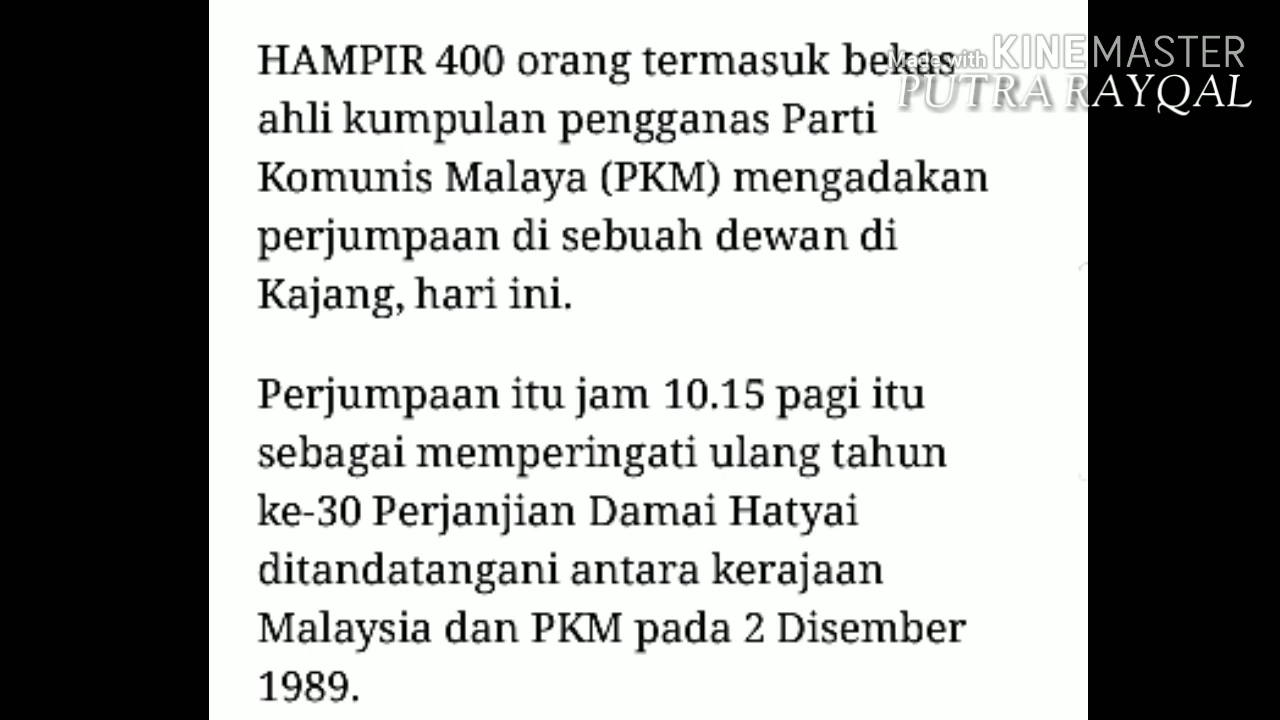 HAMPIR 400 orang termasuk bekas
Made with KINEMASTER
PUTRA RAYQAL
ahli kumpulan pengganas Parti
Komunis Malaya (PKM) mengadakan
perjumpaan di sebuah dewan di
Kajang, hari ini.
Perjumpaan itu jam 10.15 pagi itu
sebagai memperingati ulang tahun
ke-30 Perjanjian Damai Hatyai
ditandatangani antara kerajaan
Malaysia dan PKM pada 2 Disember
1989.